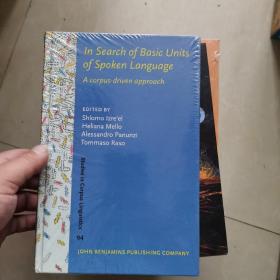 In Search of Basic Units
of Spoken Language
A corpus-driven approach
EDITED BY
Shlomo Izre'el
Heliana Mello
Alessandro Panunzi
Tommaso Raso
Studies in Corpus Linguistics
94
JOHN BENJAMINS PUBLISHING COMPANY